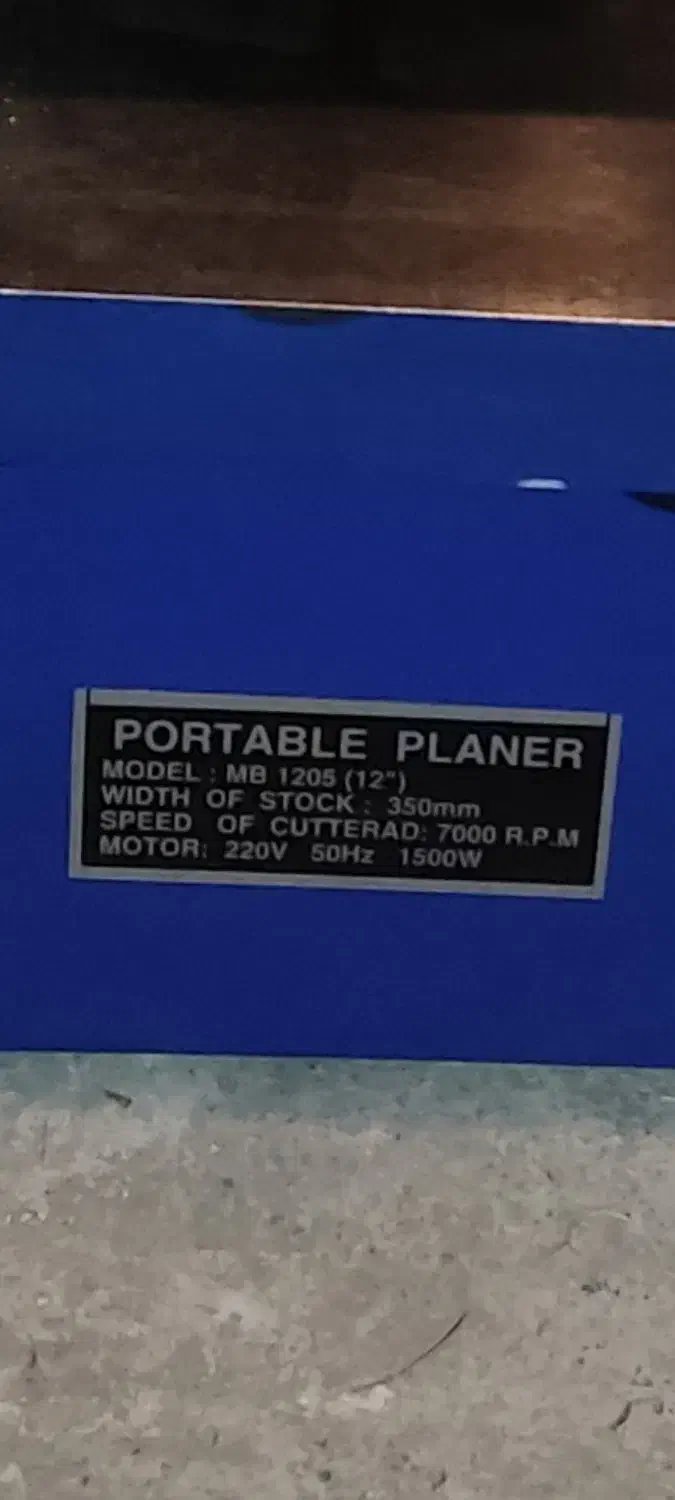 PORTABLE PLANER
MODEL : MB 1205 (12")
WIDTH OF STOCK : 350mm
SPEED OF CUTTERAD: 7000 R.P.M
MOTOR: 220V 50Hz 1500W